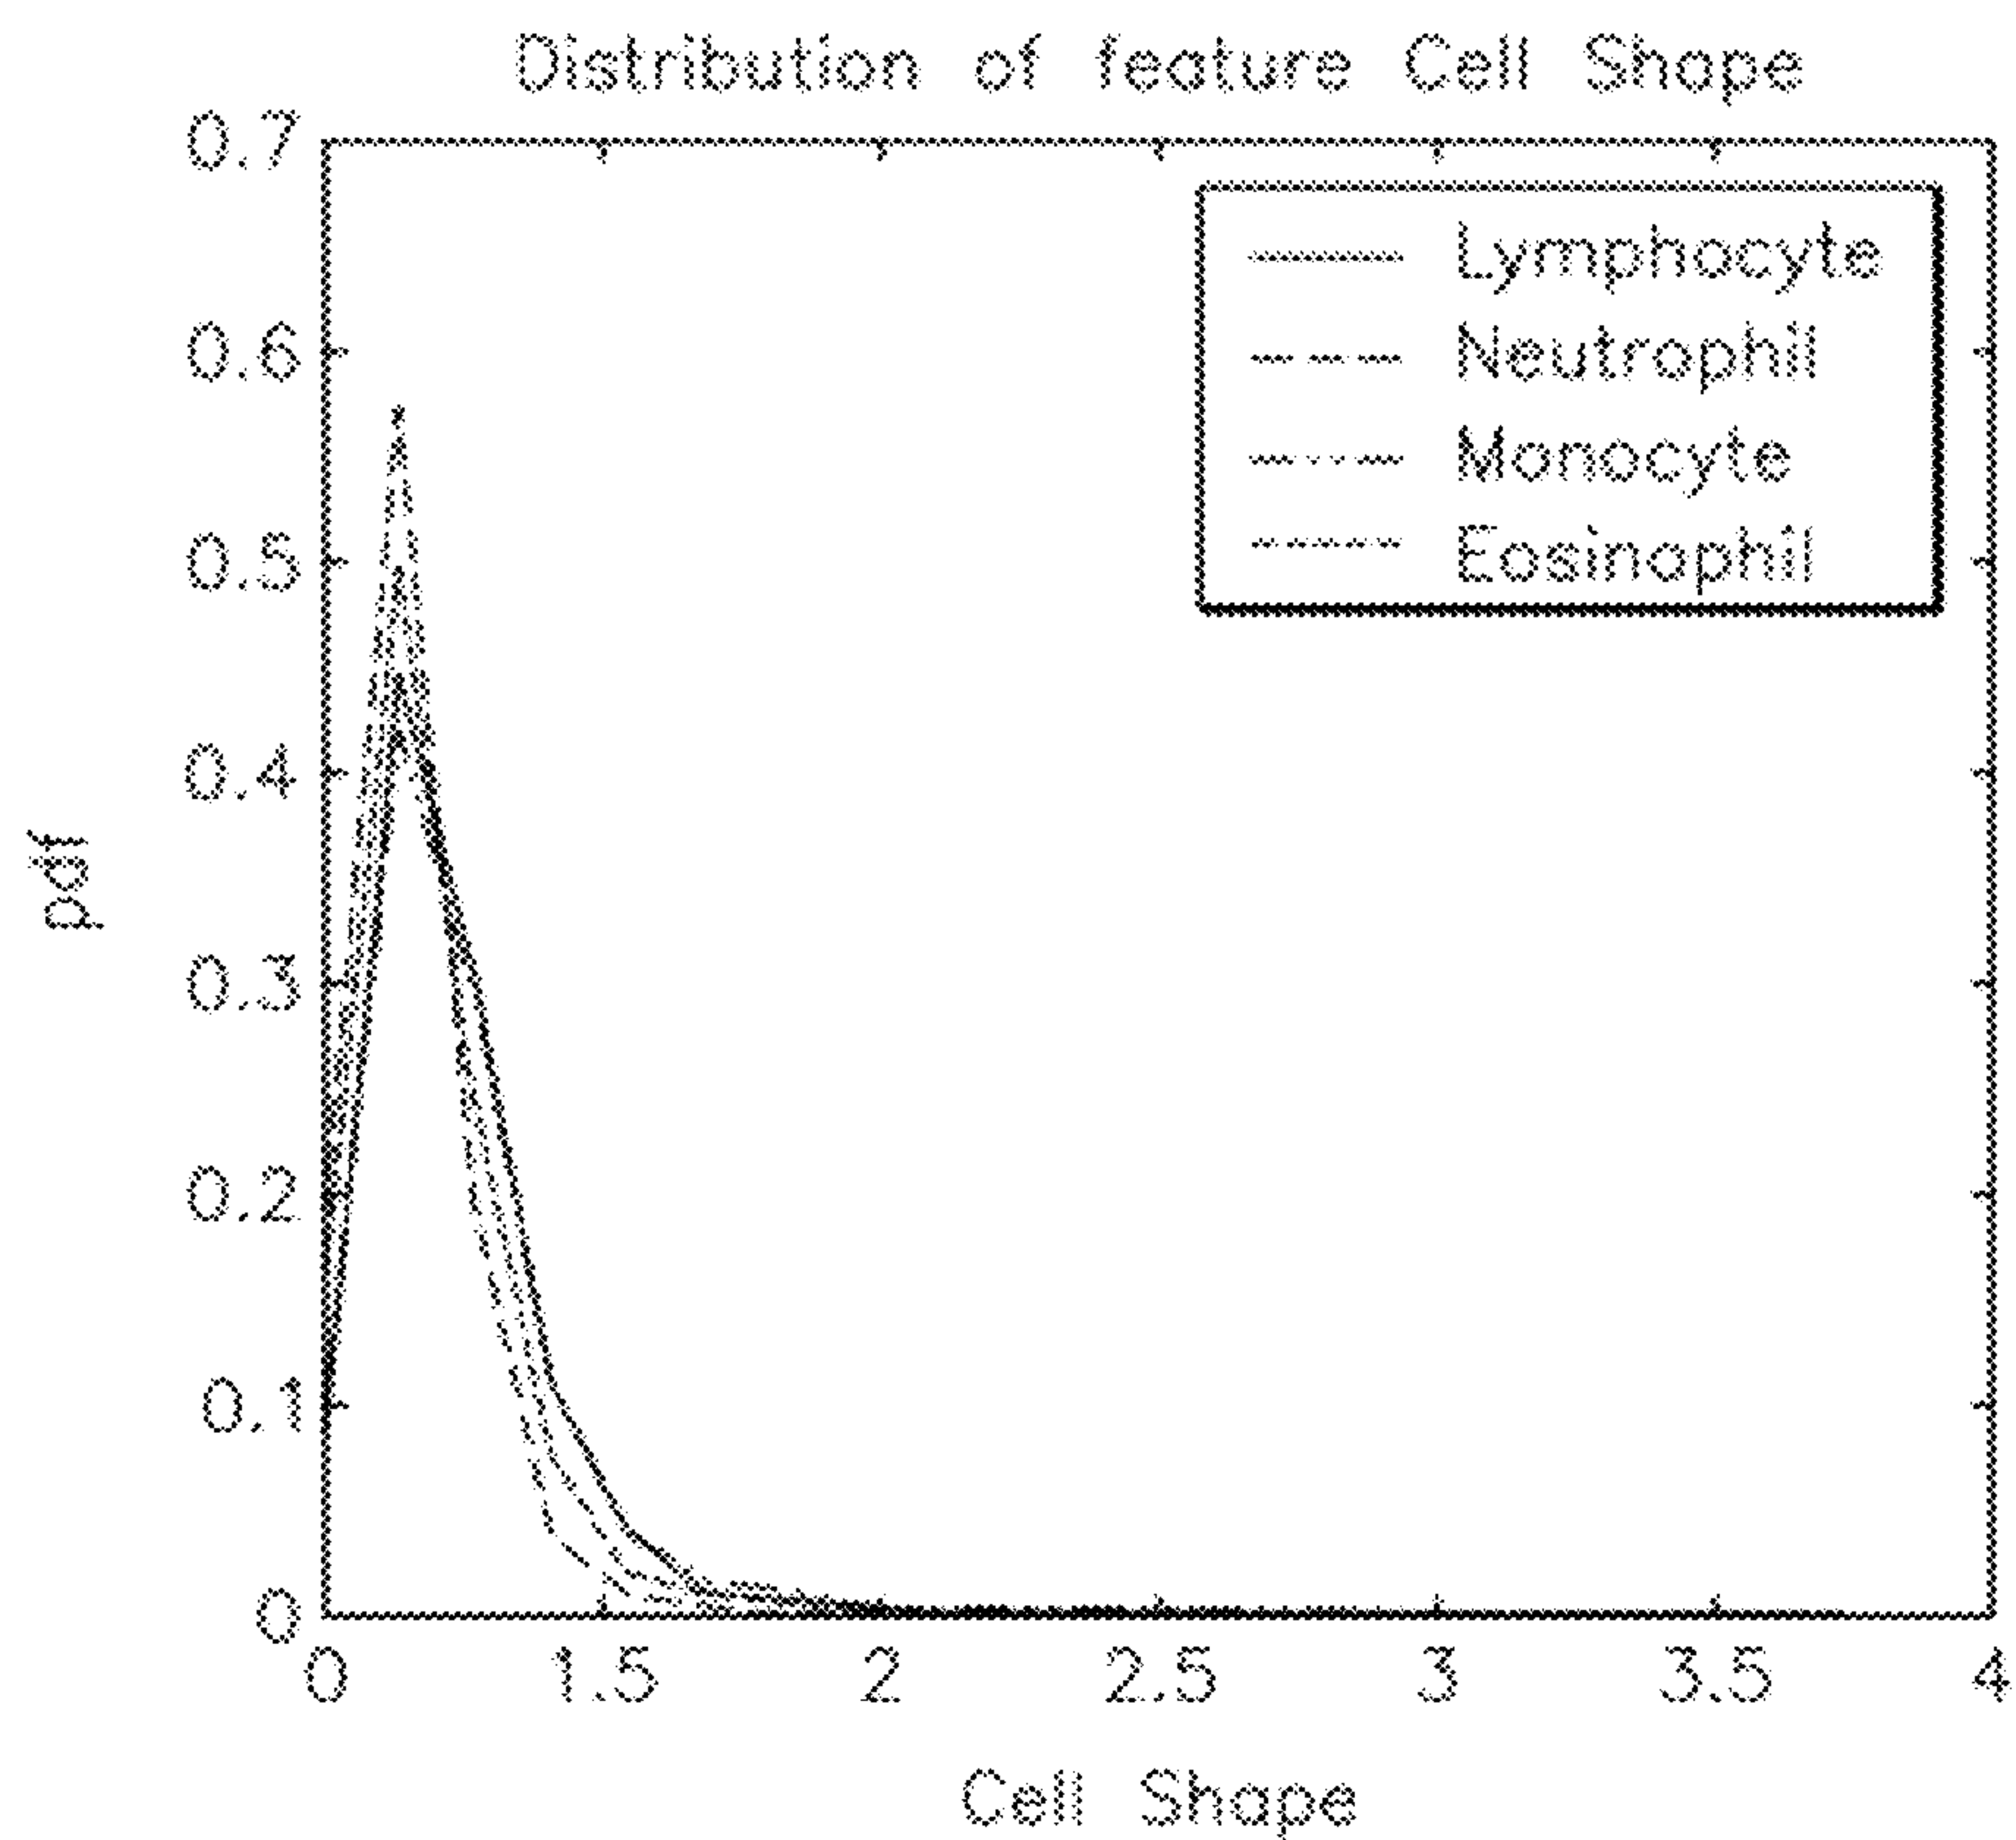 Distribution of feature Cell Shape
0.7
Lymphocyte
0.6
Neutrophil
Monocyte
0.5
Eosinophil
0.4
pdf
0.3
0.2
0.1
0
0 1.5 2 2.5 3 3.5 4
Cell Shape